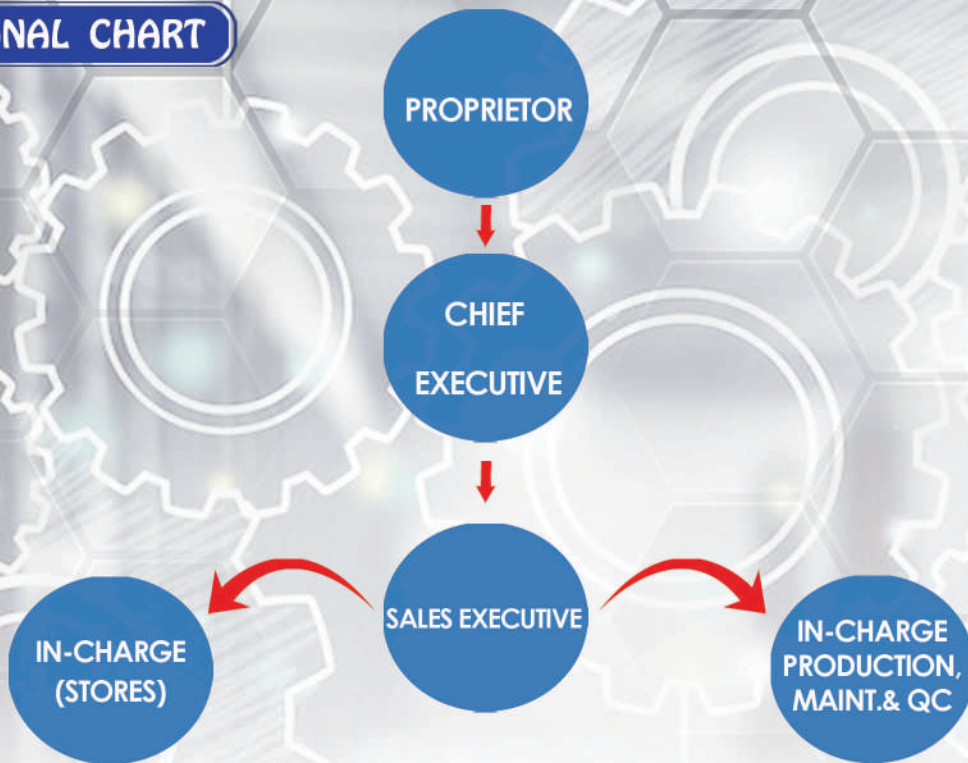 NAL CHART
PROPRIETOR
CHIEF
EXECUTIVE
SALES EXECUTIVE
IN-CHARGE
(STORES)
IN-CHARGE
PRODUCTION,
MAINT.& QC